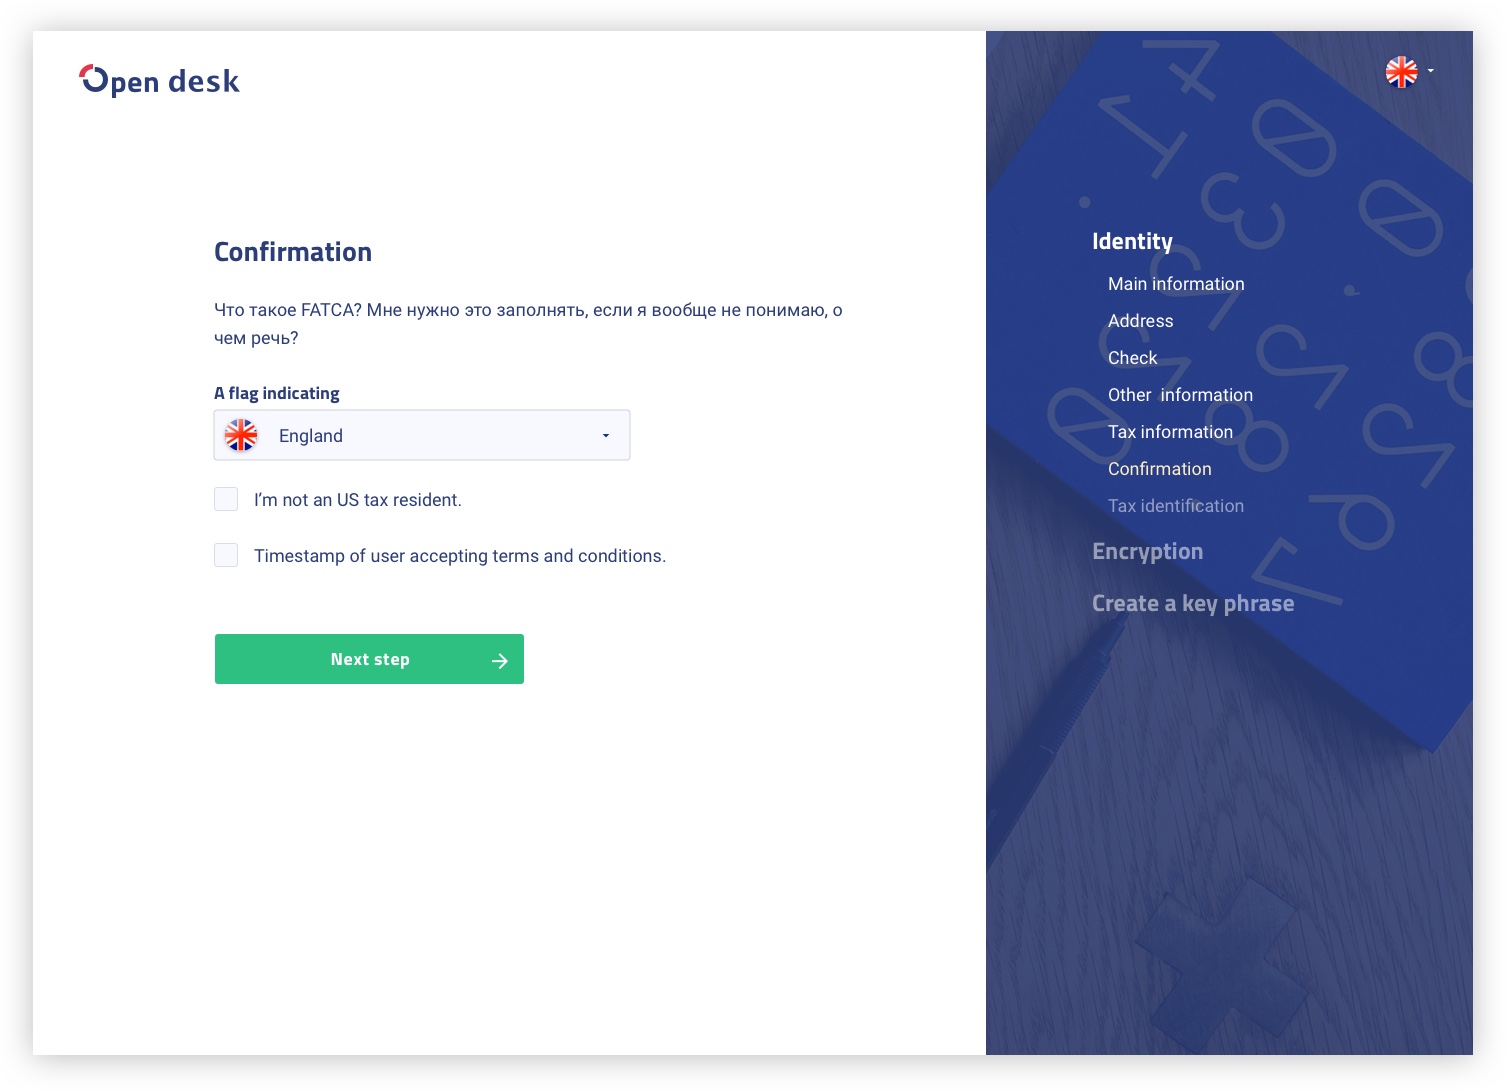 Open desk
Confirmation
Что такое FATCA? Мне нужно это заполнять, если я вообще не понимаю, о
чем речь?
A flag indicating
England
I’m not an US tax resident.
Timestamp of user accepting terms and conditions.
Next step
Identity
Main information
Address
Check
Other  information
Tax information
Confirmation
Tax identification
Encryption
Create a key phrase